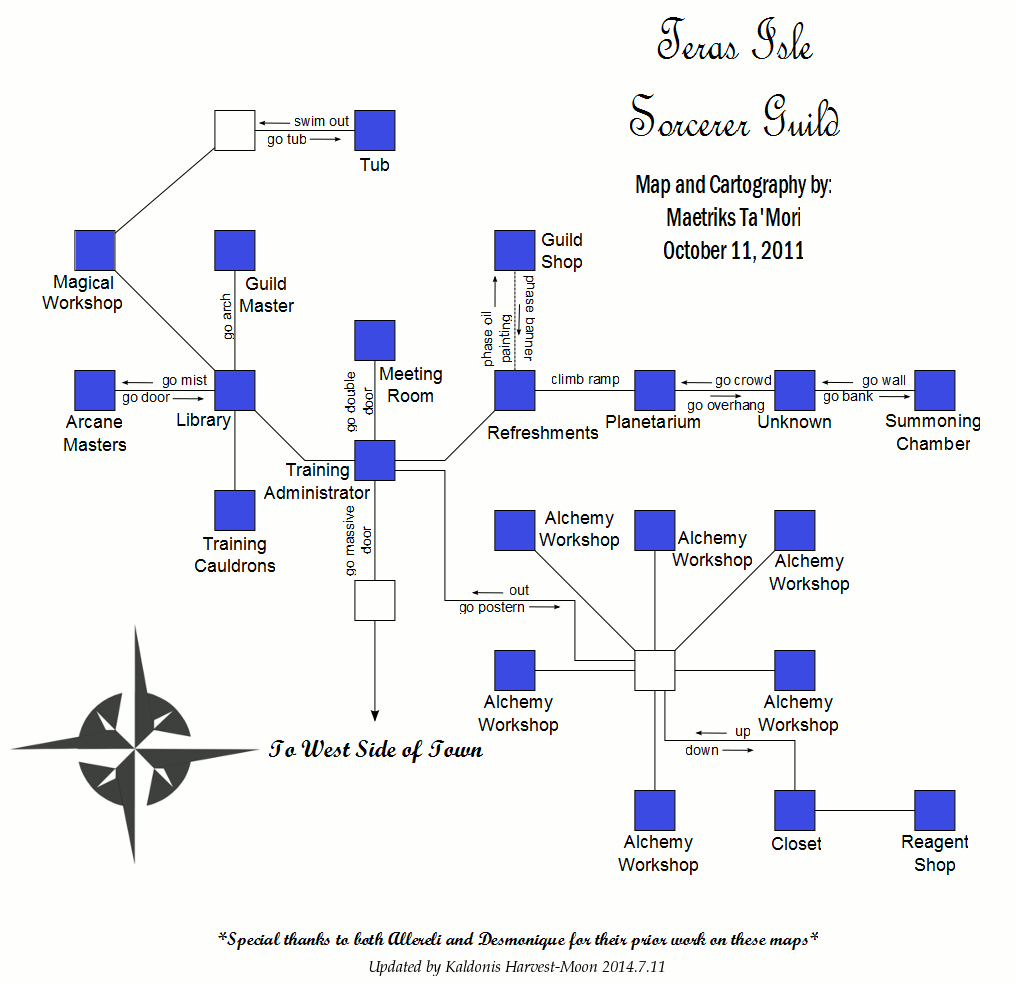 Teras Isle
Sorcerer Guild
Map and Cartography by:
Maetriks Ta'Mori
October 11, 2011
swim out
go tub
Tub
Magical
Workshop
Guild
Master
go arch
Guild
Shop
phase oil
painting
phase banner
Meeting
Room
go double
door
go mist
go door
Arcane
Masters
Library
Refreshments
climb ramp
Planetarium
go crowd
go overhang
Unknown
go wall
go bank
Summoning
Chamber
Training
Administrator
Training
Cauldrons
go massive
door
out
go postern
Alchemy
Workshop
Alchemy
Workshop
Alchemy
Workshop
Alchemy
Workshop
Alchemy
Workshop
up
down
To West Side of Town
Alchemy
Workshop
Closet
Reagent
Shop
*Special thanks to both Allereli and Desmonique for their prior work on these maps*
Updated by Kaldonis Harvest-Moon 2014.7.11